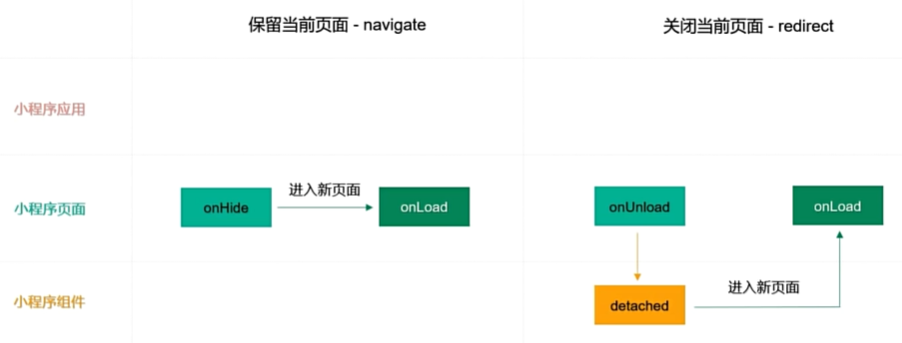 保留当前页面 - navigate
关闭当前页面 - redirect
小程序应用
小程序页面
onHide
进入新页面
onLoad
onUnload
onLoad
小程序组件
detached
进入新页面